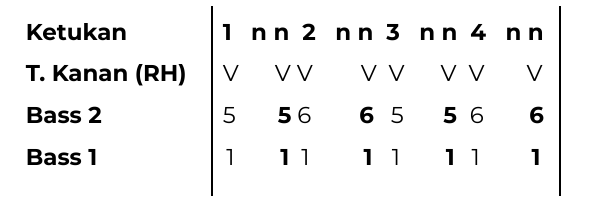 Ketukan 1 n n 2 n n 3 n n 4 n n
T. Kanan (RH) V V V V V V V V
Bass 2 5 5 6 6 5 5 6 6
Bass 1 1 1 1 1 1 1 1 1